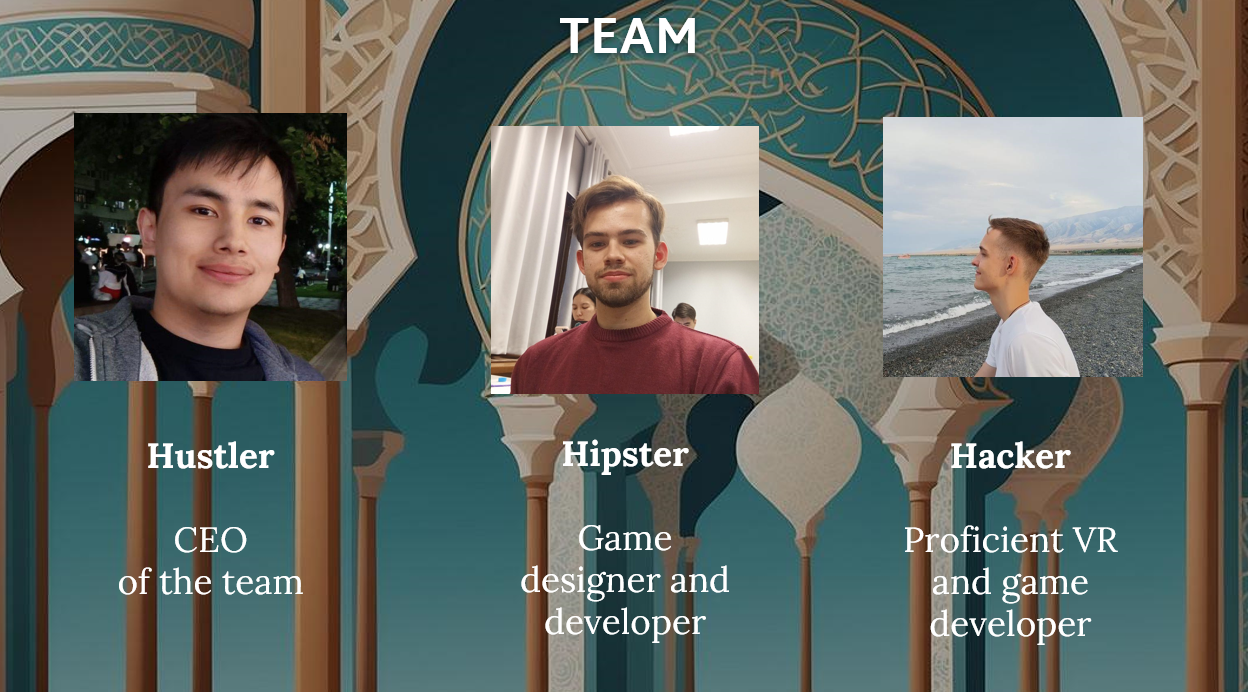 TEAM
Hustler
CEO
of the team
Hipster
Game
designer and
developer
Hacker
Proficient VR
and game
developer